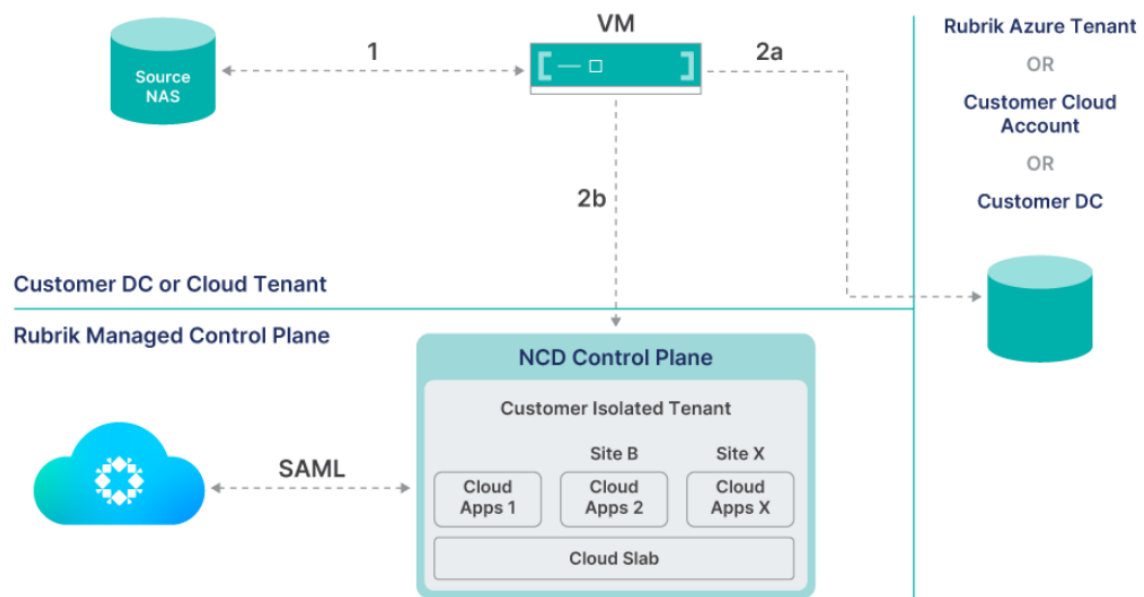 VM
1
2a
Source
NAS
2b
Rubrik Azure Tenant
OR
Customer Cloud
Account
OR
Customer DC
Customer DC or Cloud Tenant
Rubrik Managed Control Plane
NCD Control Plane
Customer Isolated Tenant
Site B
Site X
SAML
Cloud
Apps 1
Cloud
Apps 2
Cloud
Apps X
Cloud Slab